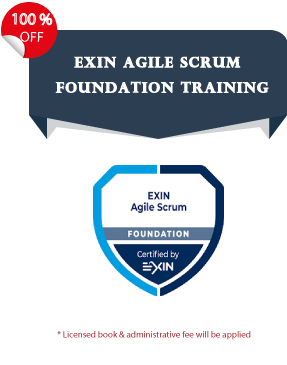 100 %
OFF
EXIN AGILE SCRUM
FOUNDATION TRAINING
EXIN
Agile Scrum
FOUNDATION
Certified by
EXIN
* Licensed book & administrative fee will be applied